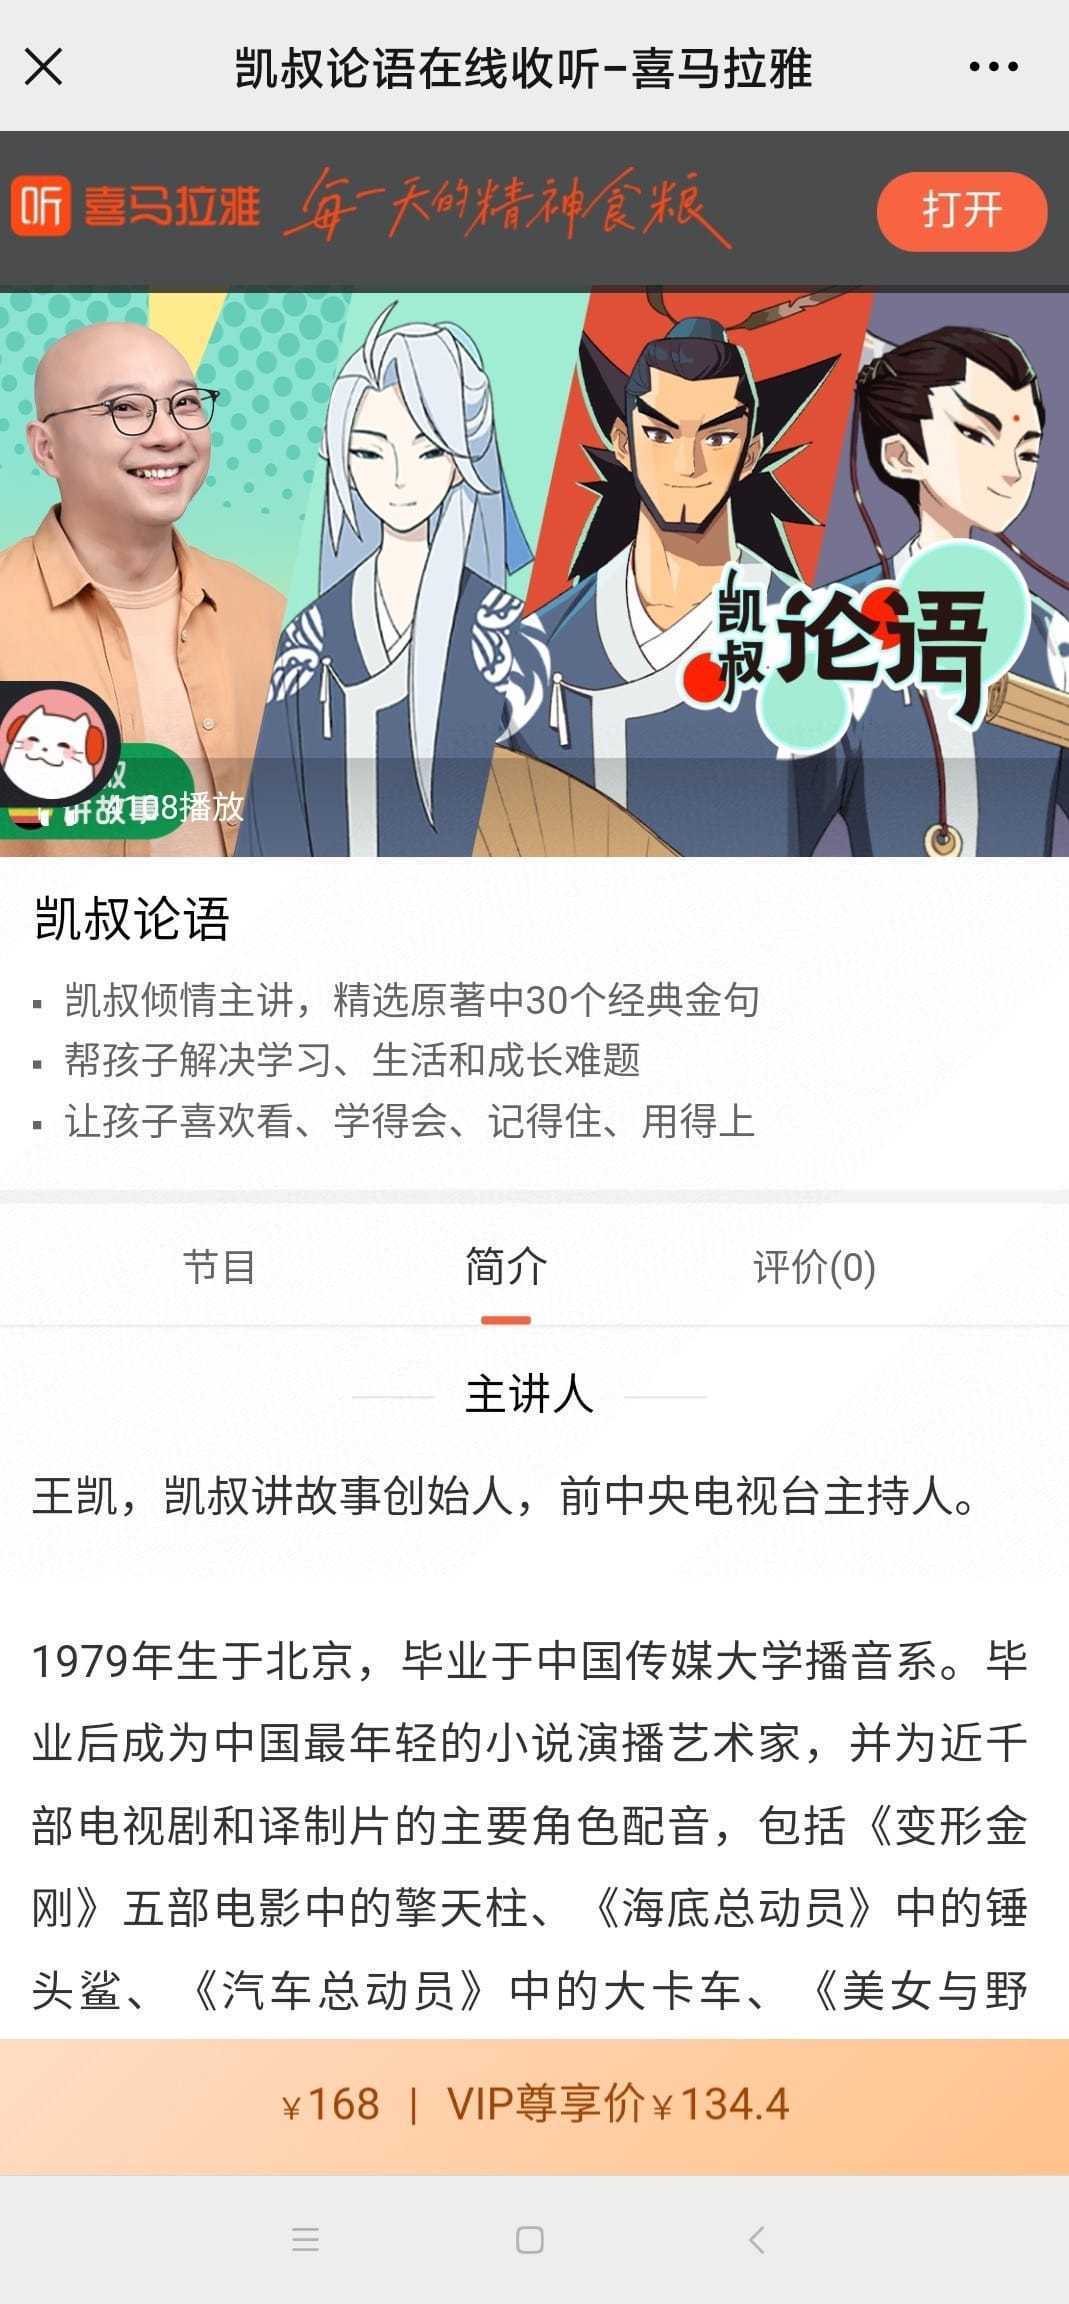 凯叔论语在线收听-喜马拉雅
听 喜马拉雅 每一天的精神食粮 打开
凯叔 论语
讲故事
4108播放
凯叔论语
凯叔倾情主讲，精选原著中30个经典金句
帮孩子解决学习、生活和成长难题
让孩子喜欢看、学得会、记得住、用得上
节目 简介 评价(0)
主讲人
王凯，凯叔讲故事创始人，前中央电视台主持人。
1979年生于北京，毕业于中国传媒大学播音系。毕
业后成为中国最年轻的小说演播艺术家，并为近千
部电视剧和译制片的主要角色配音，包括《变形金
刚》五部电影中的擎天柱、《海底总动员》中的锤
头鲨、《汽车总动员》中的大卡车、《美女与野
¥168 | VIP尊享价¥134.4